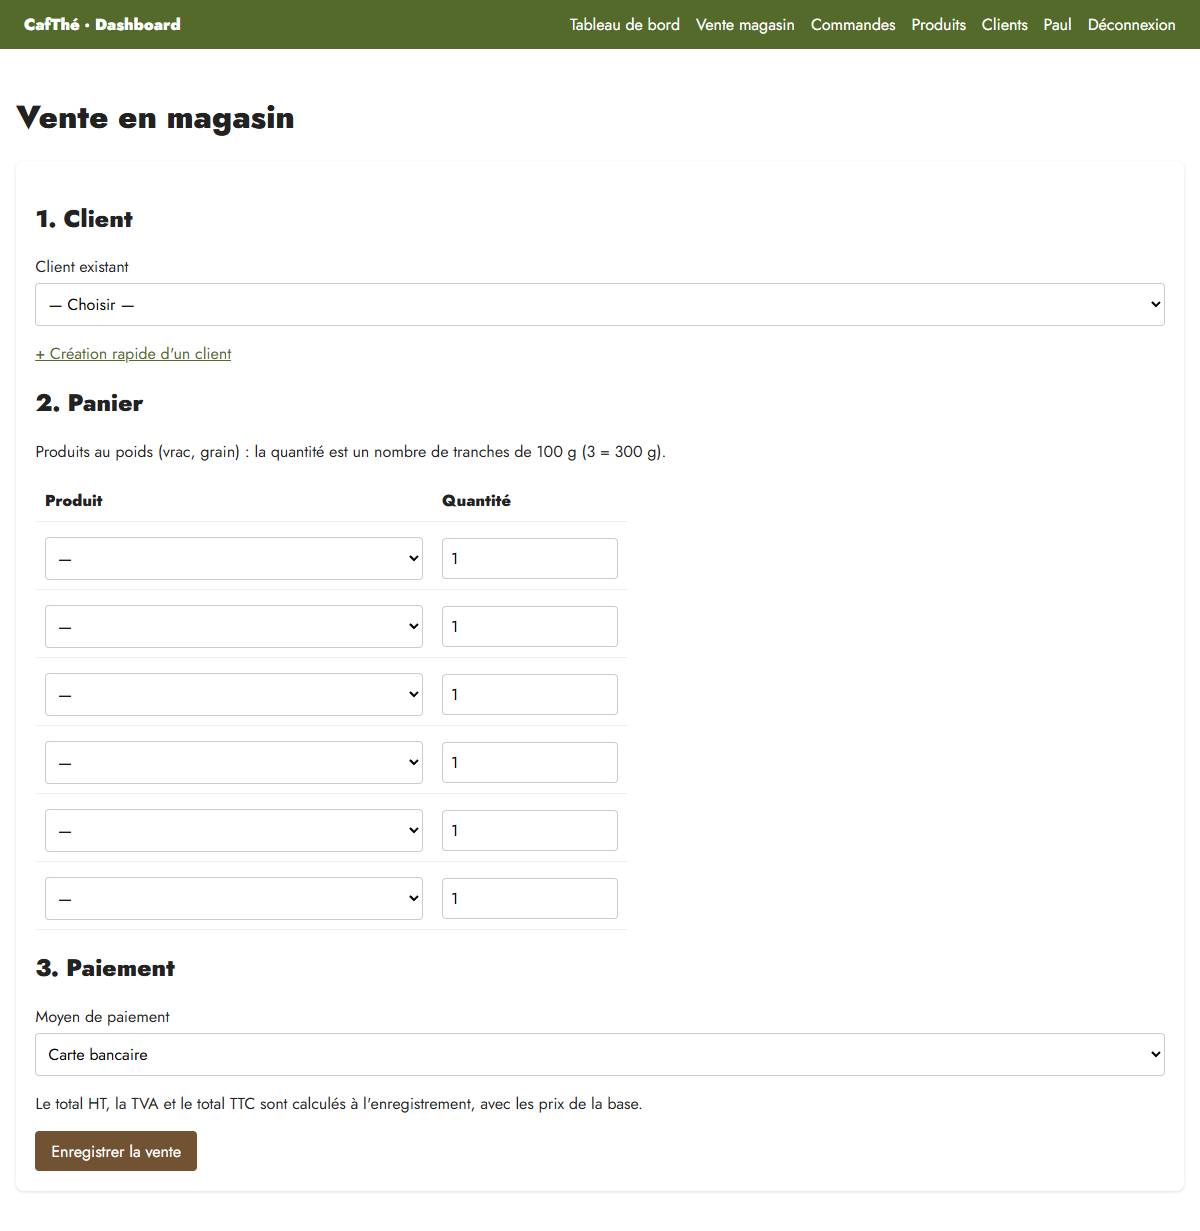 CafThé · Dashboard
Tableau de bord Vente magasin Commandes Produits Clients Paul Déconnexion
Vente en magasin
1. Client
Client existant
— Choisir —
+ Création rapide d'un client
2. Panier
Produits au poids (vrac, grain) : la quantité est un nombre de tranches de 100 g (3 = 300 g).
Produit Quantité
— 1
— 1
— 1
— 1
— 1
— 1
3. Paiement
Moyen de paiement
Carte bancaire
Le total HT, la TVA et le total TTC sont calculés à l'enregistrement, avec les prix de la base.
Enregistrer la vente